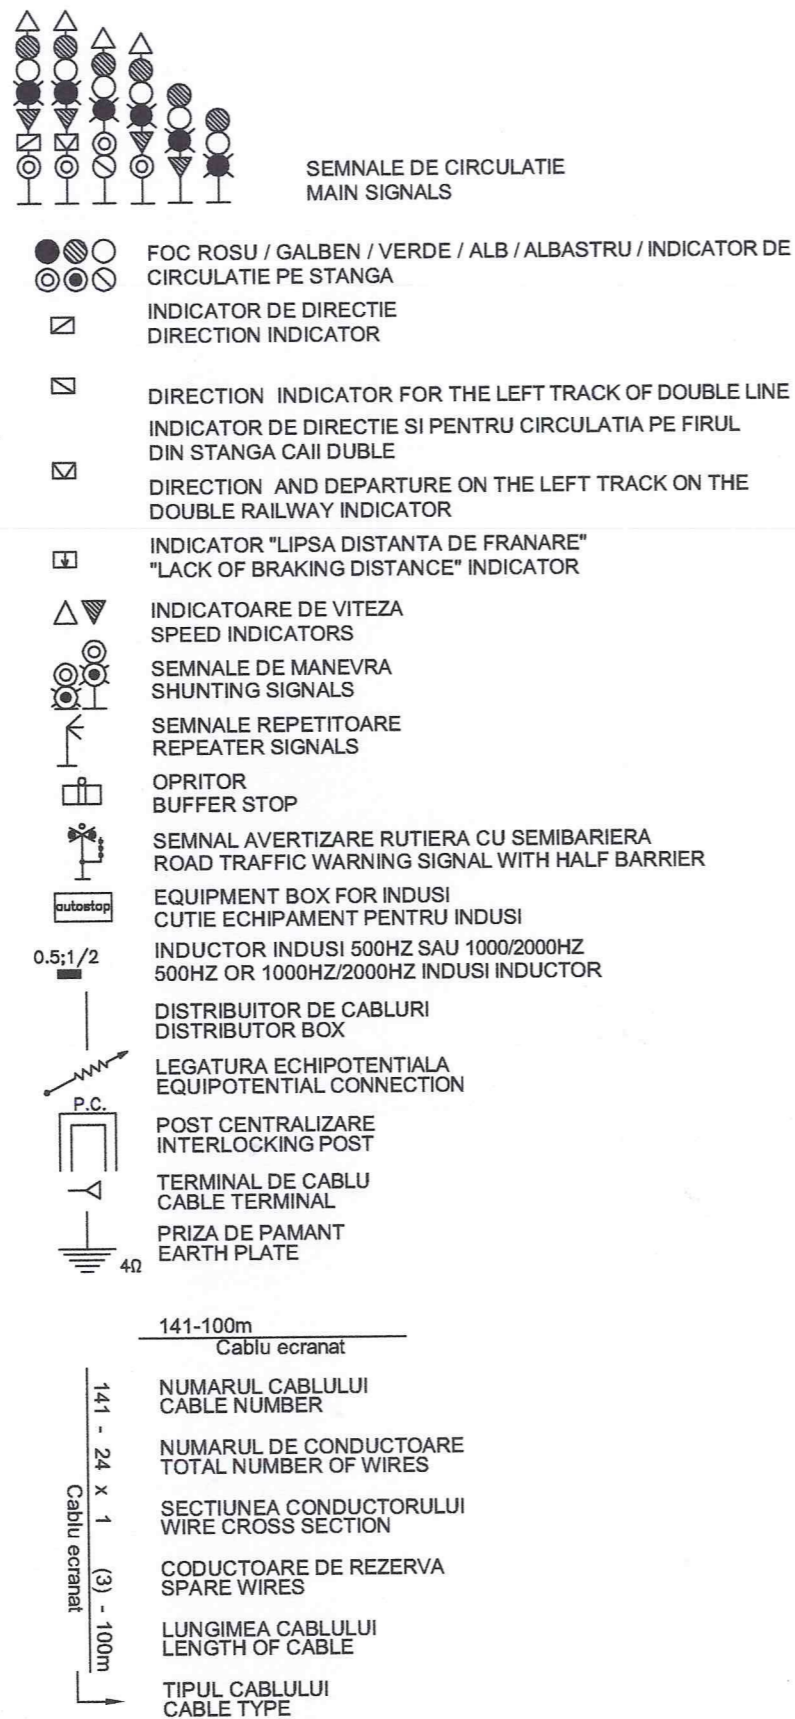 SEMNALE DE CIRCULATIE
MAIN SIGNALS
FOC ROSU / GALBEN / VERDE / ALB / ALBASTRU / INDICATOR DE
CIRCULATIE PE STANGA
INDICATOR DE DIRECTIE
DIRECTION INDICATOR
DIRECTION INDICATOR FOR THE LEFT TRACK OF DOUBLE LINE
INDICATOR DE DIRECTIE SI PENTRU CIRCULATIA PE FIRUL
DIN STANGA CAII DUBLE
DIRECTION AND DEPARTURE ON THE LEFT TRACK ON THE
DOUBLE RAILWAY INDICATOR
INDICATOR "LIPSA DISTANTA DE FRANARE"
"LACK OF BRAKING DISTANCE" INDICATOR
INDICATOARE DE VITEZA
SPEED INDICATORS
SEMNALE DE MANEVRA
SHUNTING SIGNALS
SEMNALE REPETITOARE
REPEATER SIGNALS
OPRITOR
BUFFER STOP
SEMNAL AVERTIZARE RUTIERA CU SEMIBARIERA
ROAD TRAFFIC WARNING SIGNAL WITH HALF BARRIER
autostop
EQUIPMENT BOX FOR INDUSI
CUTIE ECHIPAMENT PENTRU INDUSI
0.5;1/2
INDUCTOR INDUSI 500HZ SAU 1000/2000HZ
500HZ OR 1000HZ/2000HZ INDUSI INDUCTOR
DISTRIBUITOR DE CABLURI
DISTRIBUTOR BOX
LEGATURA ECHIPOTENTIALA
EQUIPOTENTIAL CONNECTION
P.C.
POST CENTRALIZARE
INTERLOCKING POST
TERMINAL DE CABLU
CABLE TERMINAL
PRIZA DE PAMANT
EARTH PLATE
4Ω
141-100m
Cablu ecranat
141 - 24 x 1 (3) - 100m
Cablu ecranat
NUMARUL CABLULUI
CABLE NUMBER
NUMARUL DE CONDUCTOARE
TOTAL NUMBER OF WIRES
SECTIUNEA CONDUCTORULUI
WIRE CROSS SECTION
CODUCTOARE DE REZERVA
SPARE WIRES
LUNGIMEA CABLULUI
LENGTH OF CABLE
TIPUL CABLULUI
CABLE TYPE